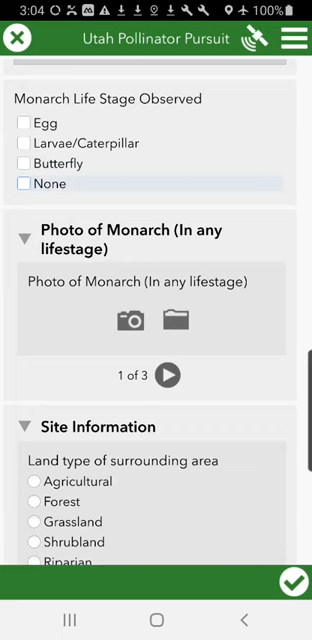 3:04
100%
Utah Pollinator Pursuit
Monarch Life Stage Observed
Egg
Larvae/Caterpillar
Butterfly
None
Photo of Monarch (In any
lifestage)
Photo of Monarch (In any lifestage)
1 of 3
Site Information
Land type of surrounding area
Agricultural
Forest
Grassland
Shrubland
Riparian